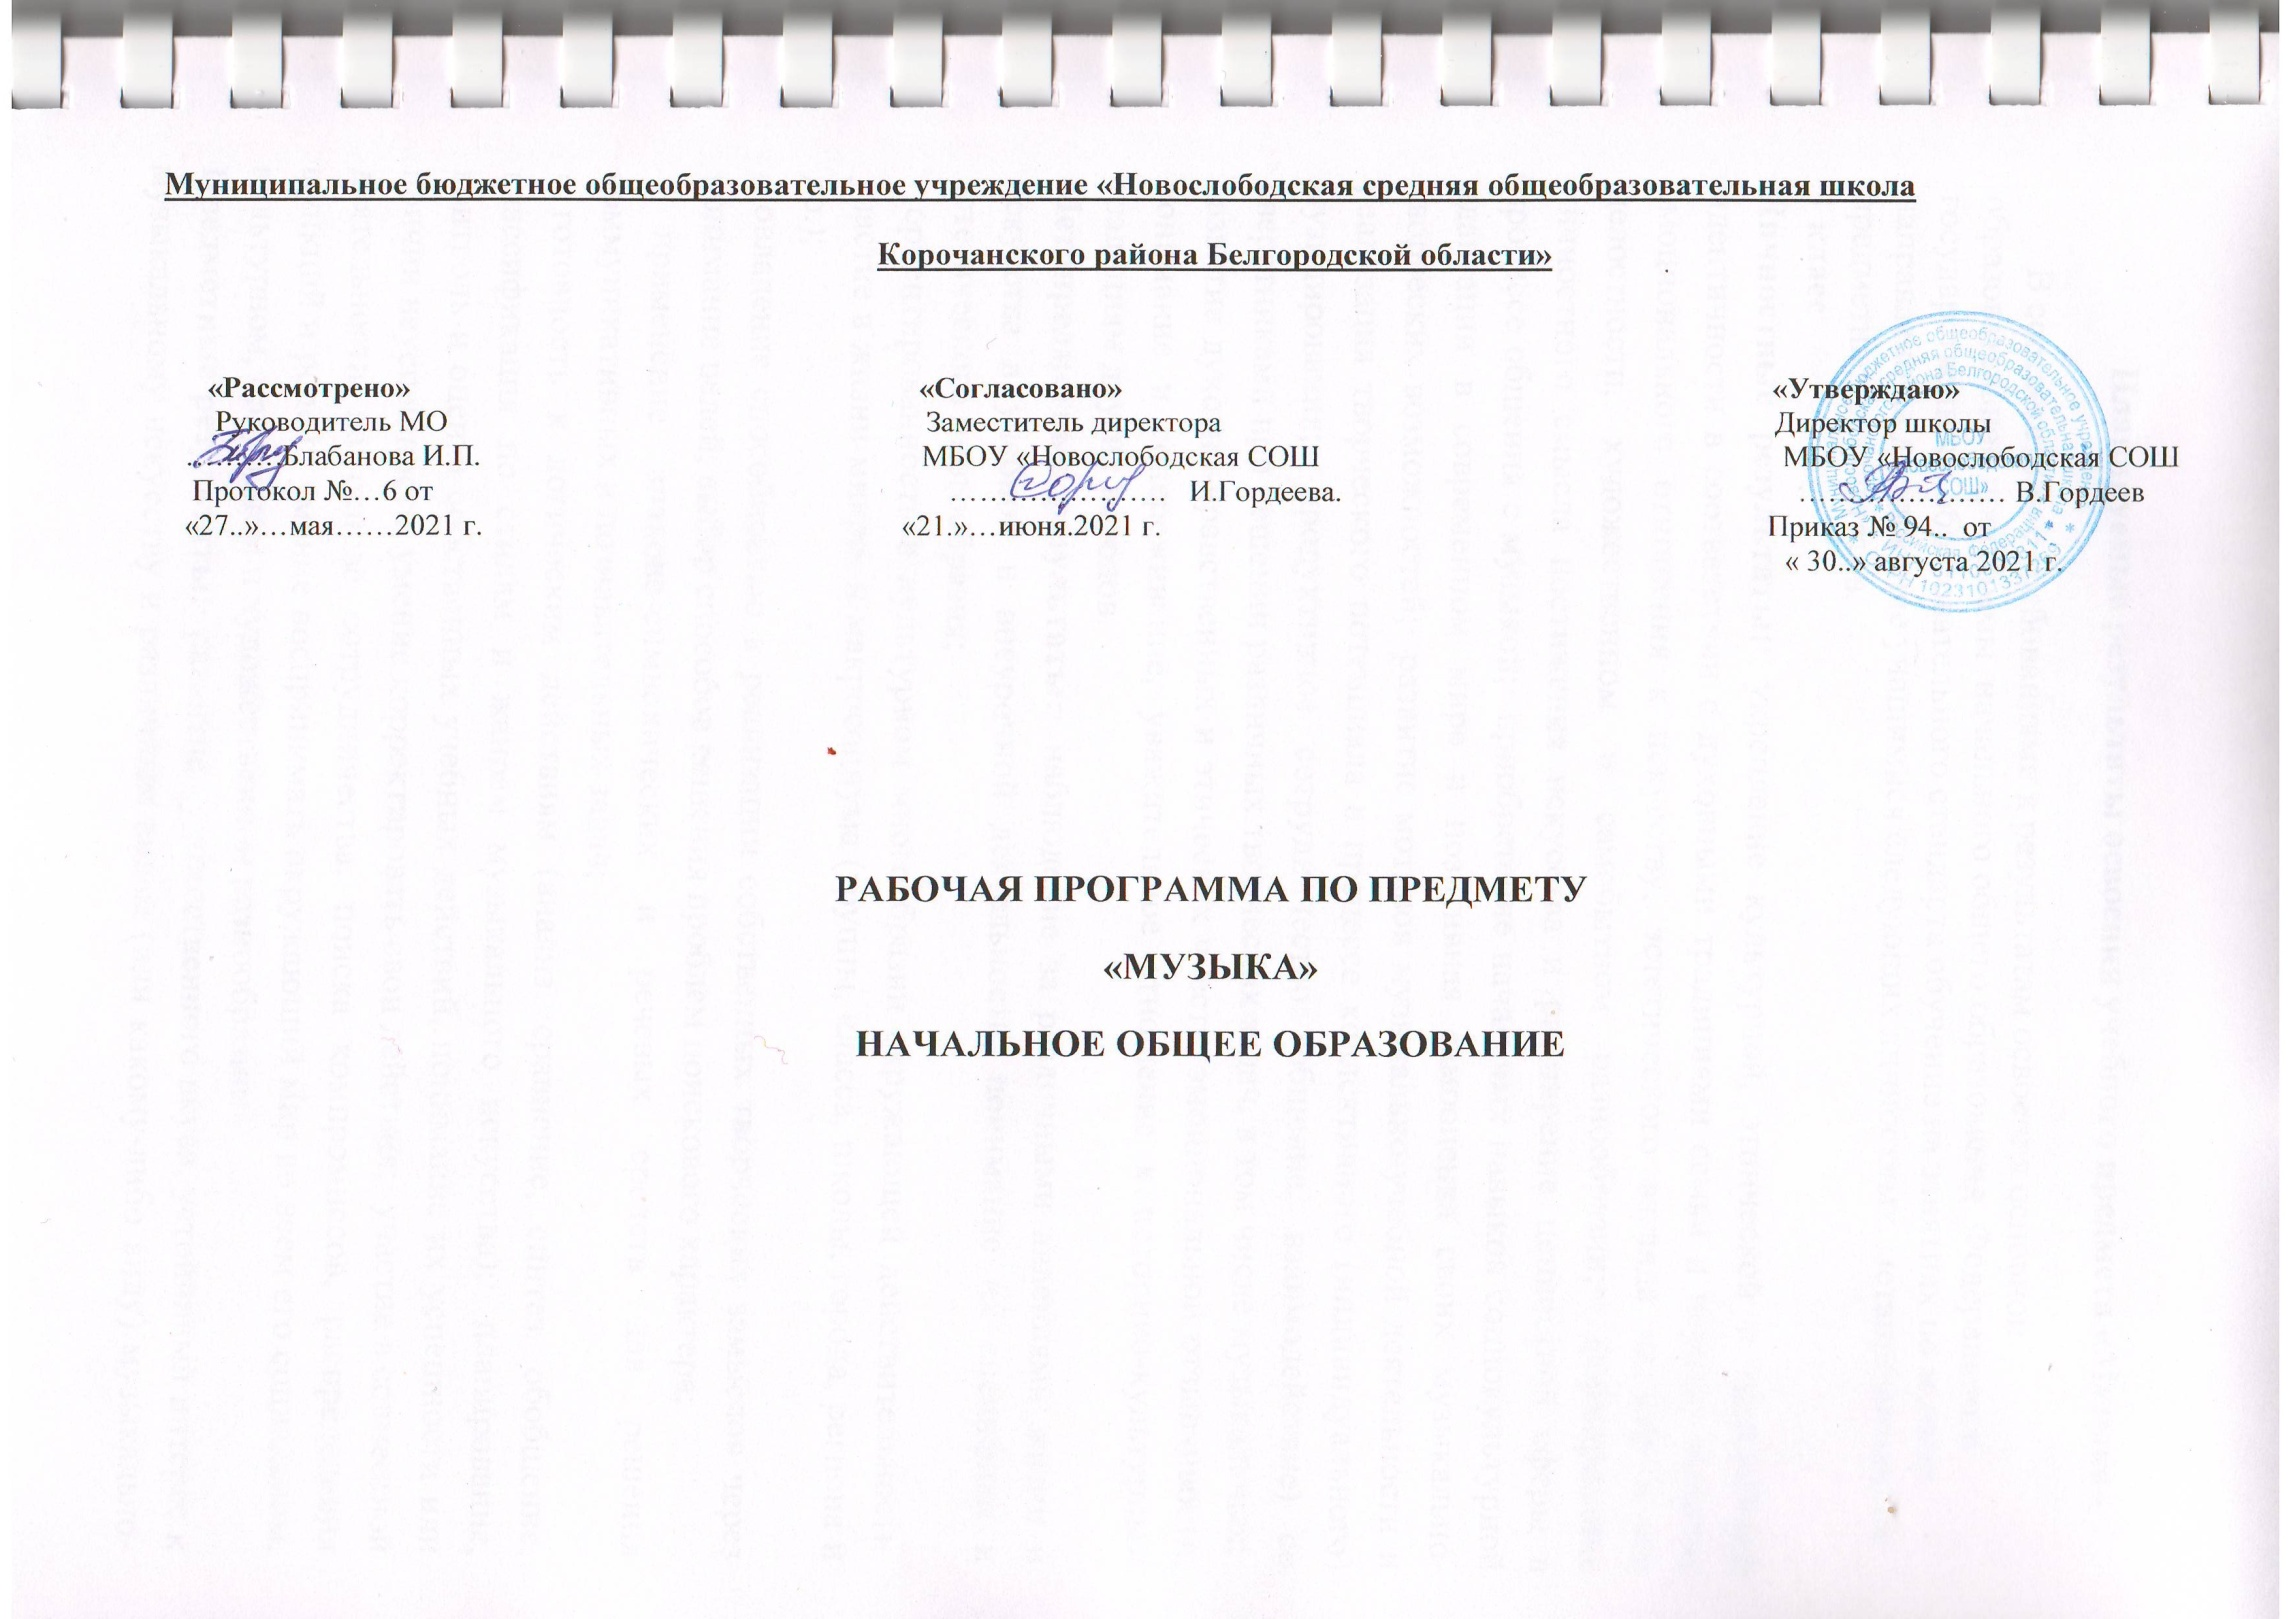 Муниципальное бюджетное общеобразовательное учреждение «Новослободская средняя общеобразовательная школа
Корочанского района Белгородской области»
«Рассмотрено»
Руководитель МО
…………Блабанова И.П.
Протокол №…6 от
«27..»…мая……2021 г.
«Согласовано»
Заместитель директора
МБОУ «Новослободская СОШ
…………………… И.Гордеева.
«21.»…июня.2021 г.
«Утверждаю»
Директор школы
МБОУ «Новослободская СОШ
………………… В.Гордеев
Приказ № 94.. от
« 30..» августа 2021 г.
РАБОЧАЯ ПРОГРАММА ПО ПРЕДМЕТУ
«МУЗЫКА»
НАЧАЛЬНОЕ ОБЩЕЕ ОБРАЗОВАНИЕ